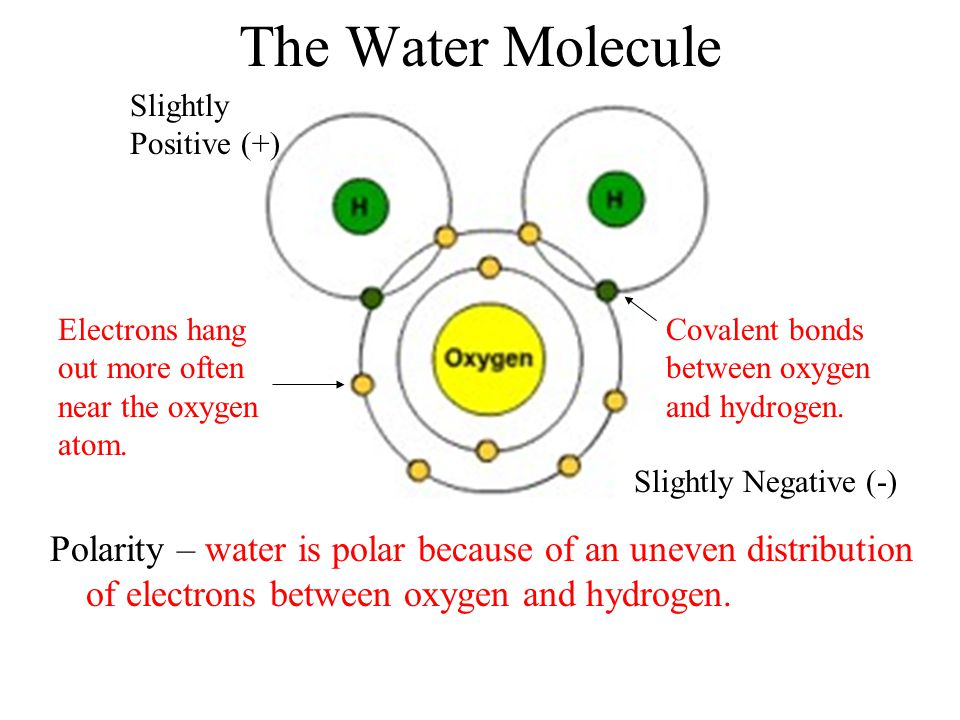 The Water Molecule
Slightly
Positive (+)
H
H
Electrons hang
out more often
near the oxygen
atom.
Oxygen
Covalent bonds
between oxygen
and hydrogen.
Slightly Negative (-)
Polarity – water is polar because of an uneven distribution
of electrons between oxygen and hydrogen.